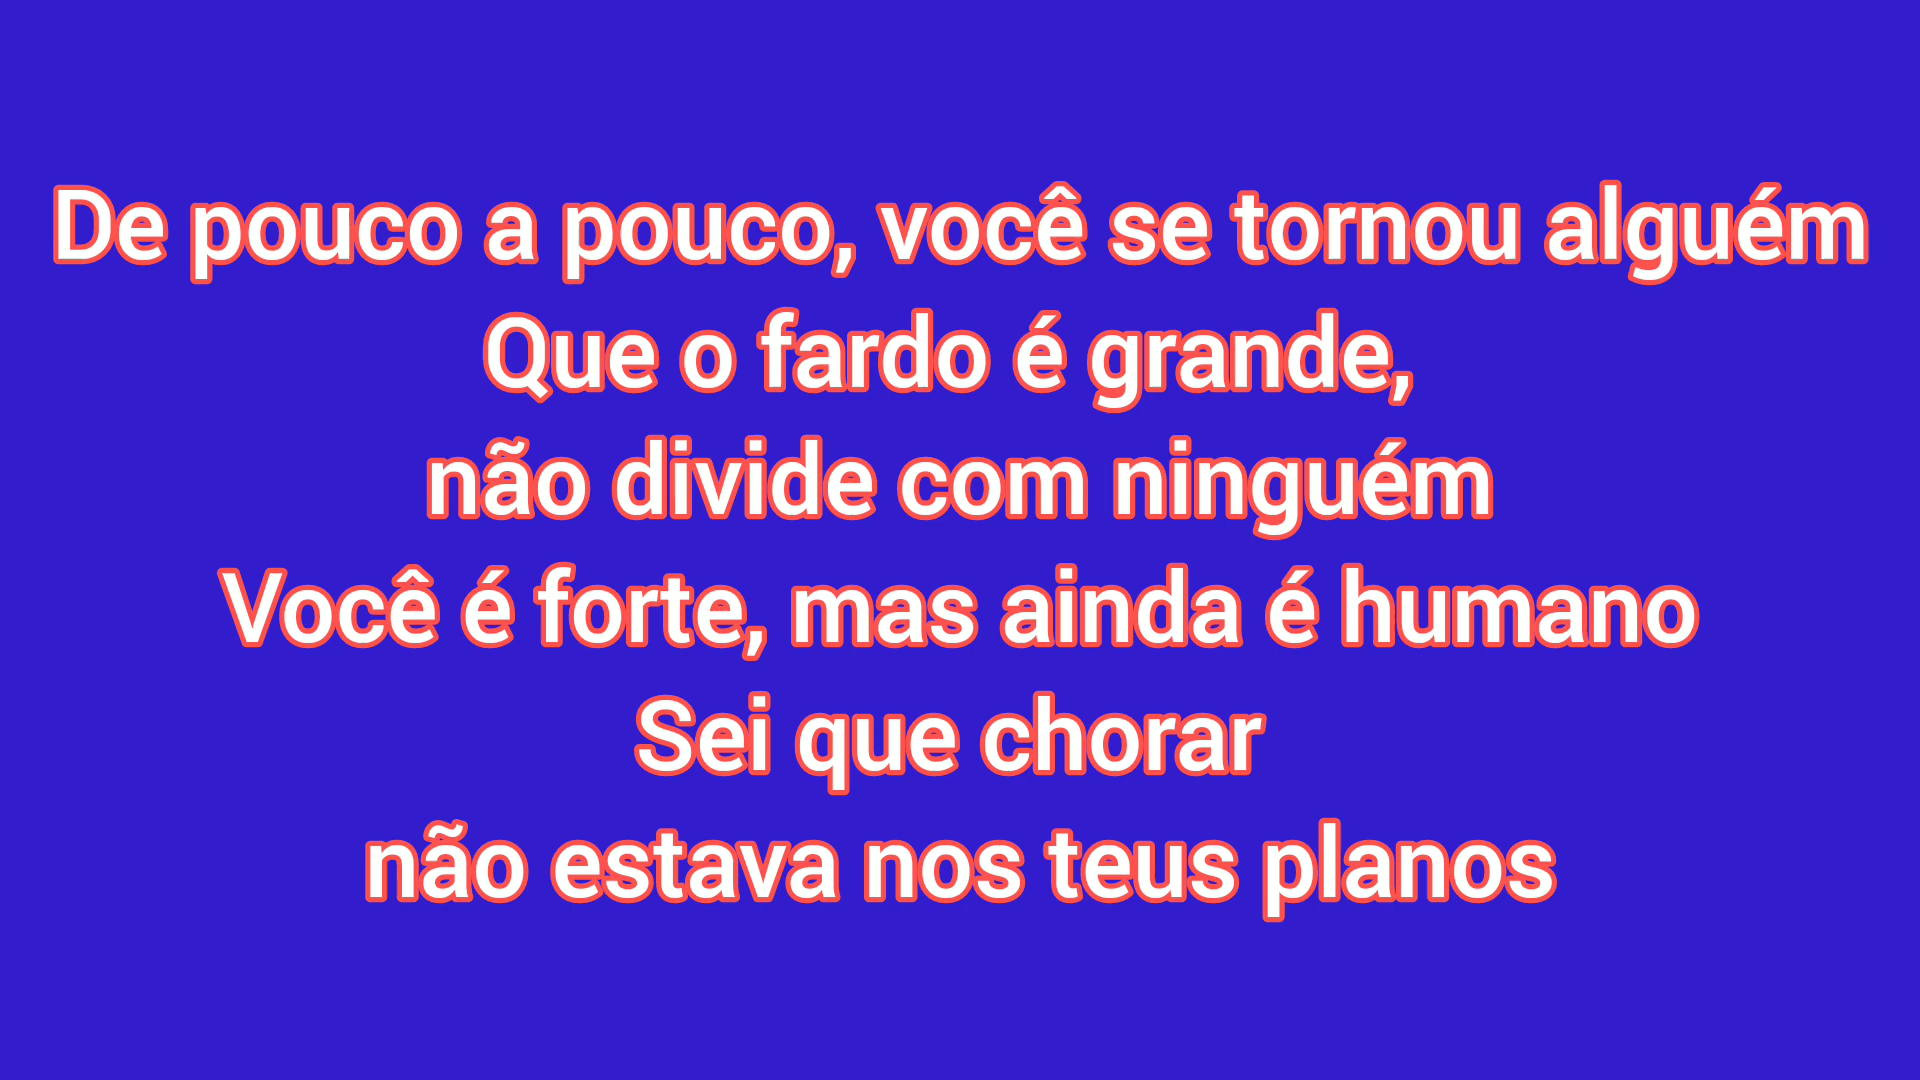 De pouco a pouco, você se tornou alguém
Que o fardo é grande,
não divide com ninguém
Você é forte, mas ainda é humano
Sei que chorar
não estava nos teus planos